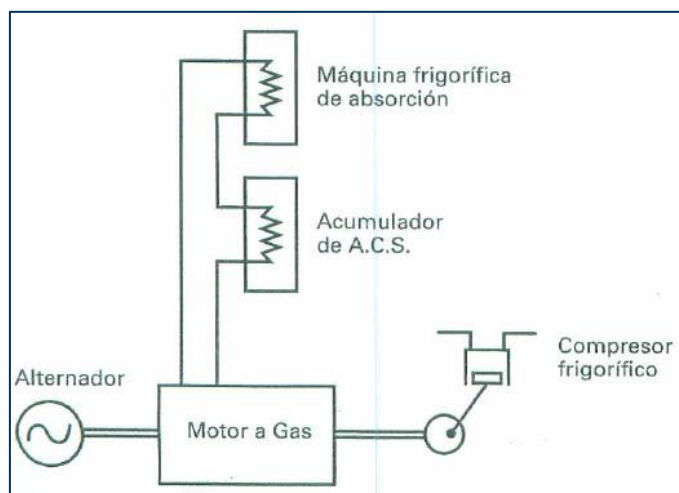 Máquina frigorífica
de absorción
Acumulador
de A.C.S.
Compresor
frigorífico
Alternador
Motor a Gas